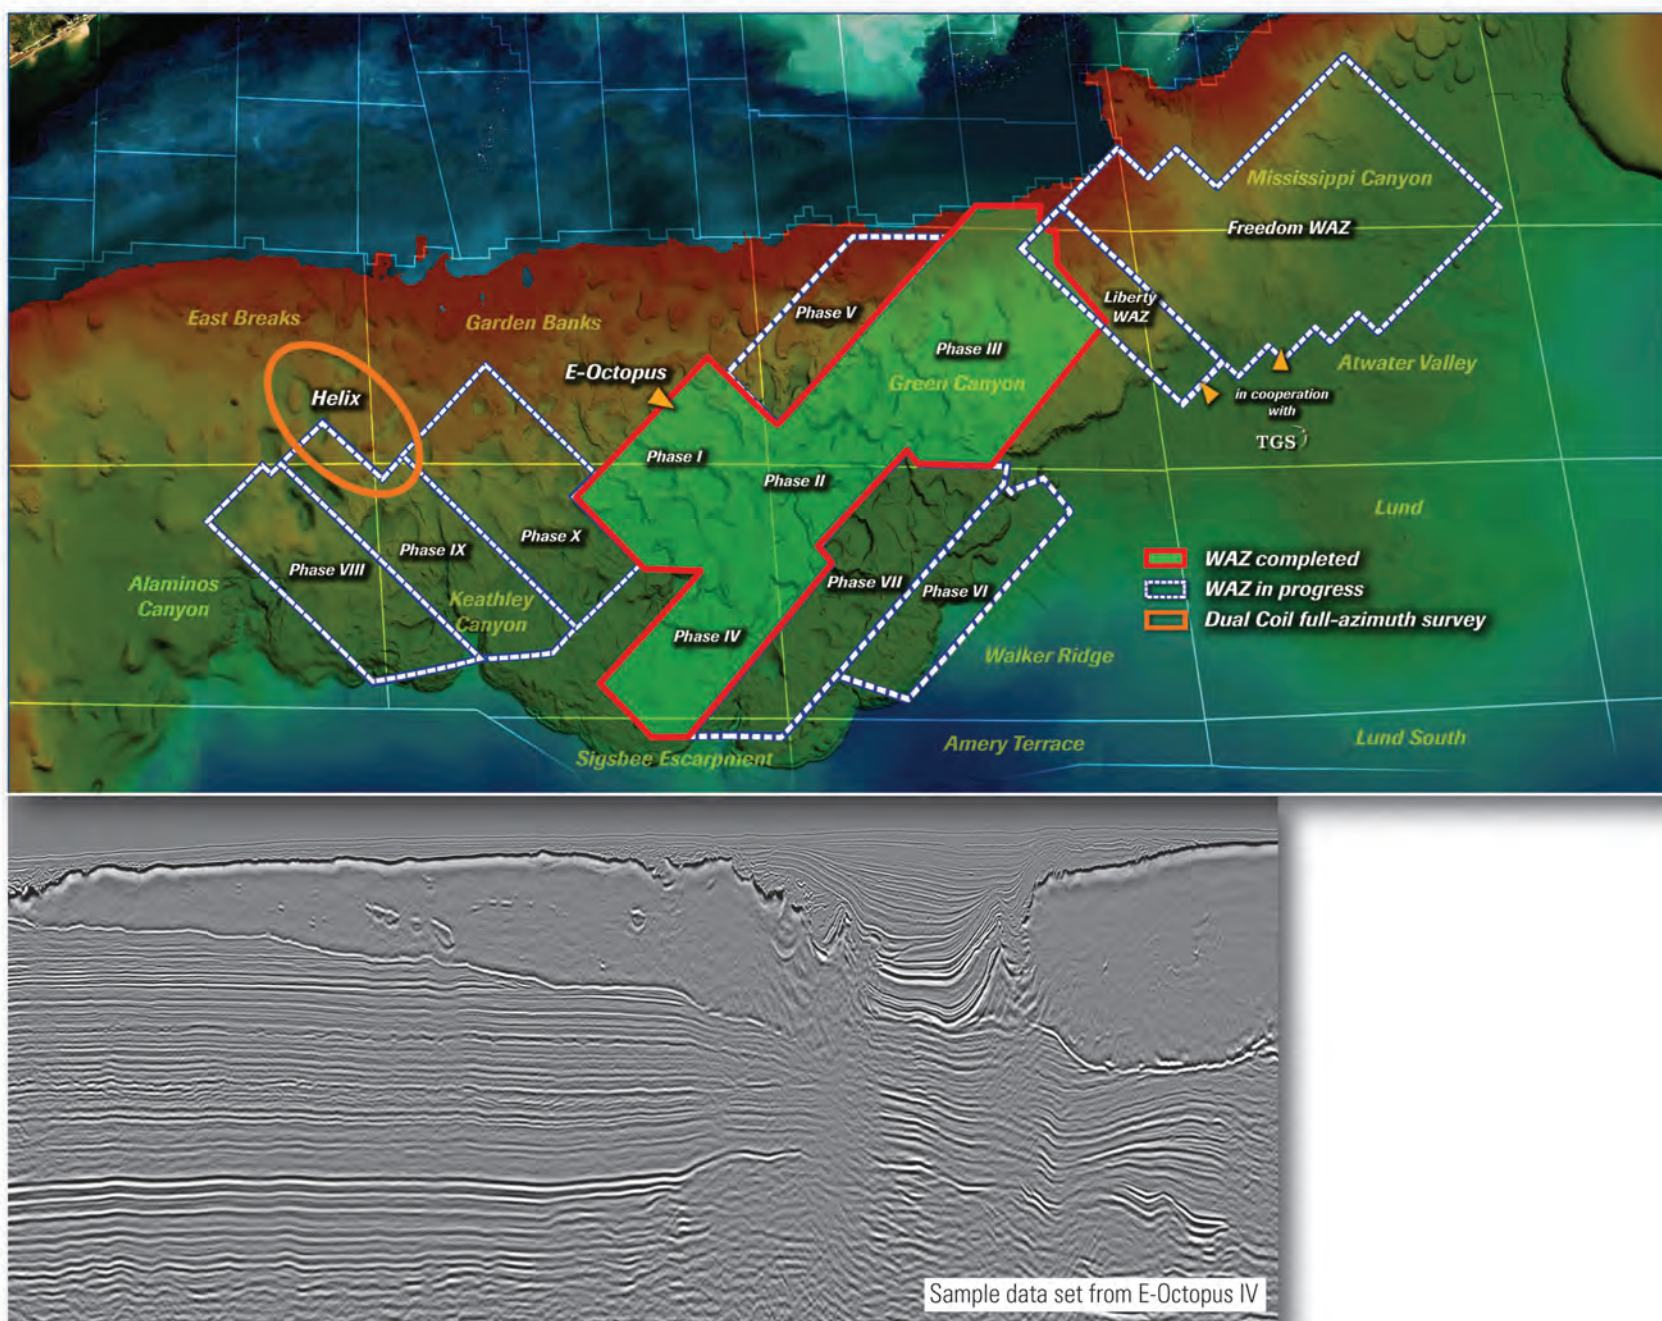 Mississippi Canyon
Freedom WAZ
East Breaks
Garden Banks
Phase V
Liberty
WAZ
Phase III
Green Canyon
Atwater Valley
E-Octopus
Helix
in cooperation
with
TGS
Phase I
Phase II
Lund
Phase X
Phase IX
Phase VIII
Phase VII
Phase VI
Alaminos
Canyon
Keathley
Canyon
Phase IV
WAZ completed
WAZ in progress
Dual Coil full-azimuth survey
Walker Ridge
Sigsbee Escarpment
Amery Terrace
Lund South
Sample data set from E-Octopus IV